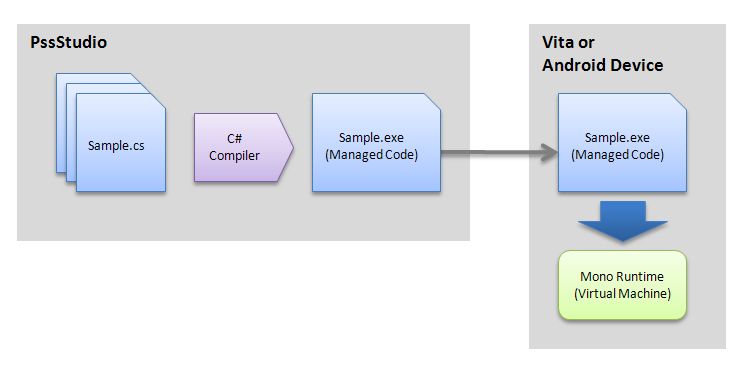 PssStudio
Sample.cs
C#
Compiler
Sample.exe
(Managed Code)
Vita or
Android Device
Sample.exe
(Managed Code)
Mono Runtime
(Virtual Machine)